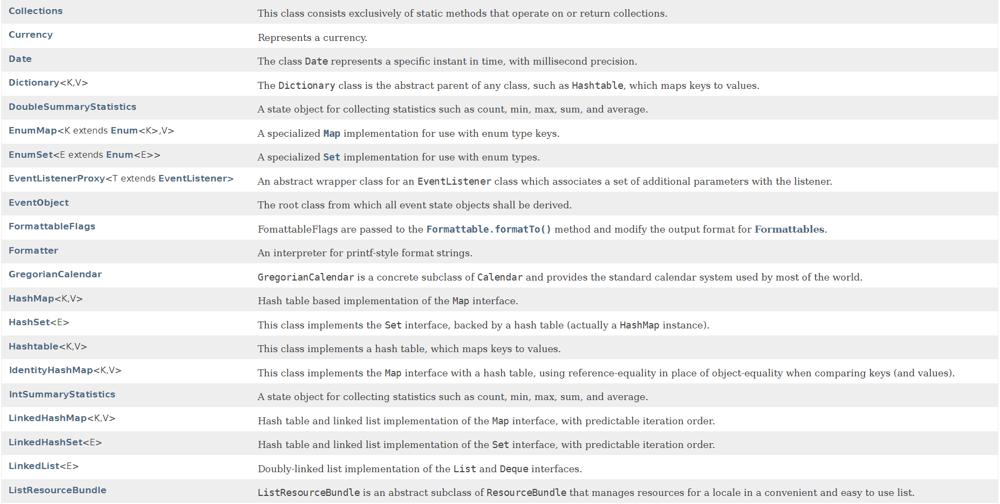 Collections This class consists exclusively of static methods that operate on or return collections.
Currency Represents a currency.
Date The class Date represents a specific instant in time, with millisecond precision.
Dictionary<K,V> The Dictionary class is the abstract parent of any class, such as Hashtable, which maps keys to values.
DoubleSummaryStatistics A state object for collecting statistics such as count, min, max, sum, and average.
EnumMap<K extends Enum<K>,V> A specialized Map implementation for use with enum type keys.
EnumSet<E extends Enum<E>> A specialized Set implementation for use with enum types.
EventListenerProxy<T extends EventListener> An abstract wrapper class for an EventListener class which associates a set of additional parameters with the listener.
EventObject The root class from which all event state objects shall be derived.
FormattableFlags FomattableFlags are passed to the Formattable.formatTo() method and modify the output format for Formattables.
Formatter An interpreter for printf-style format strings.
GregorianCalendar GregorianCalendar is a concrete subclass of Calendar and provides the standard calendar system used by most of the world.
HashMap<K,V> Hash table based implementation of the Map interface.
HashSet<E> This class implements the Set interface, backed by a hash table (actually a HashMap instance).
Hashtable<K,V> This class implements a hash table, which maps keys to values.
IdentityHashMap<K,V> This class implements the Map interface with a hash table, using reference-equality in place of object-equality when comparing keys (and values).
IntSummaryStatistics A state object for collecting statistics such as count, min, max, sum, and average.
LinkedHashMap<K,V> Hash table and linked list implementation of the Map interface, with predictable iteration order.
LinkedHashSet<E> Hash table and linked list implementation of the Set interface, with predictable iteration order.
LinkedList<E> Doubly-linked list implementation of the List and Deque interfaces.
ListResourceBundle ListResourceBundle is an abstract subclass of ResourceBundle that manages resources for a locale in a convenient and easy to use list.